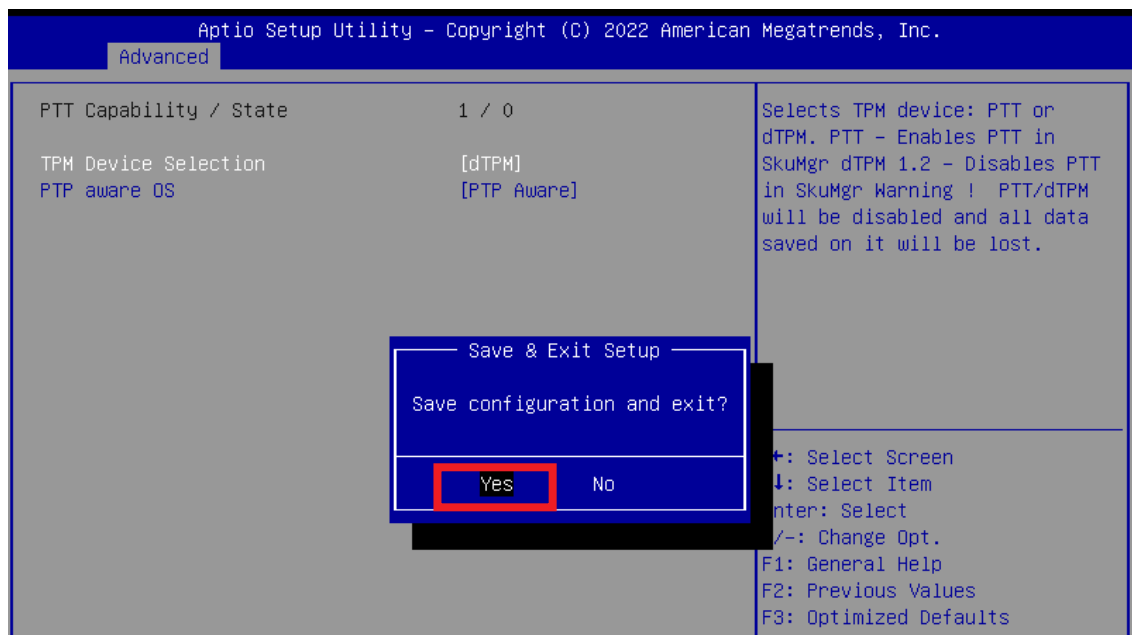 Aptio Setup Utility – Copyright (C) 2022 American Megatrends, Inc.
Advanced
PTT Capability / State 1 / 0
TPM Device Selection [dTPM]
PTP aware OS [PTP Aware]
Selects TPM device: PTT or
dTPM. PTT – Enables PTT in
SkuMgr dTPM 1.2 – Disables PTT
in SkuMgr Warning ! PTT/dTPM
will be disabled and all data
saved on it will be lost.
Save & Exit Setup
Save configuration and exit?
Yes No
←: Select Screen
↓: Select Item
nter: Select
/-: Change Opt.
F1: General Help
F2: Previous Values
F3: Optimized Defaults